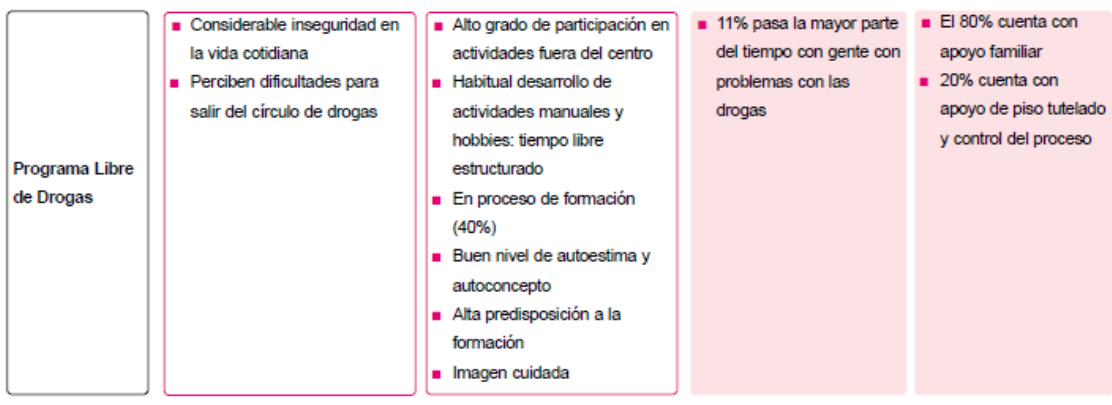 Programa Libre
de Drogas
■ Considerable inseguridad en
la vida cotidiana
■ Perciben dificultades para
salir del círculo de drogas
■ Alto grado de participación en
actividades fuera del centro
■ Habitual desarrollo de
actividades manuales y
hobbies: tiempo libre
estructurado
■ En proceso de formación
(40%)
■ Buen nivel de autoestima y
autoconcepto
■ Alta predisposición a la
formación
■ Imagen cuidada
■ 11% pasa la mayor parte
del tiempo con gente con
problemas con las
drogas
■ El 80% cuenta con
apoyo familiar
■ 20% cuenta con
apoyo de piso tutelado
y control del proceso